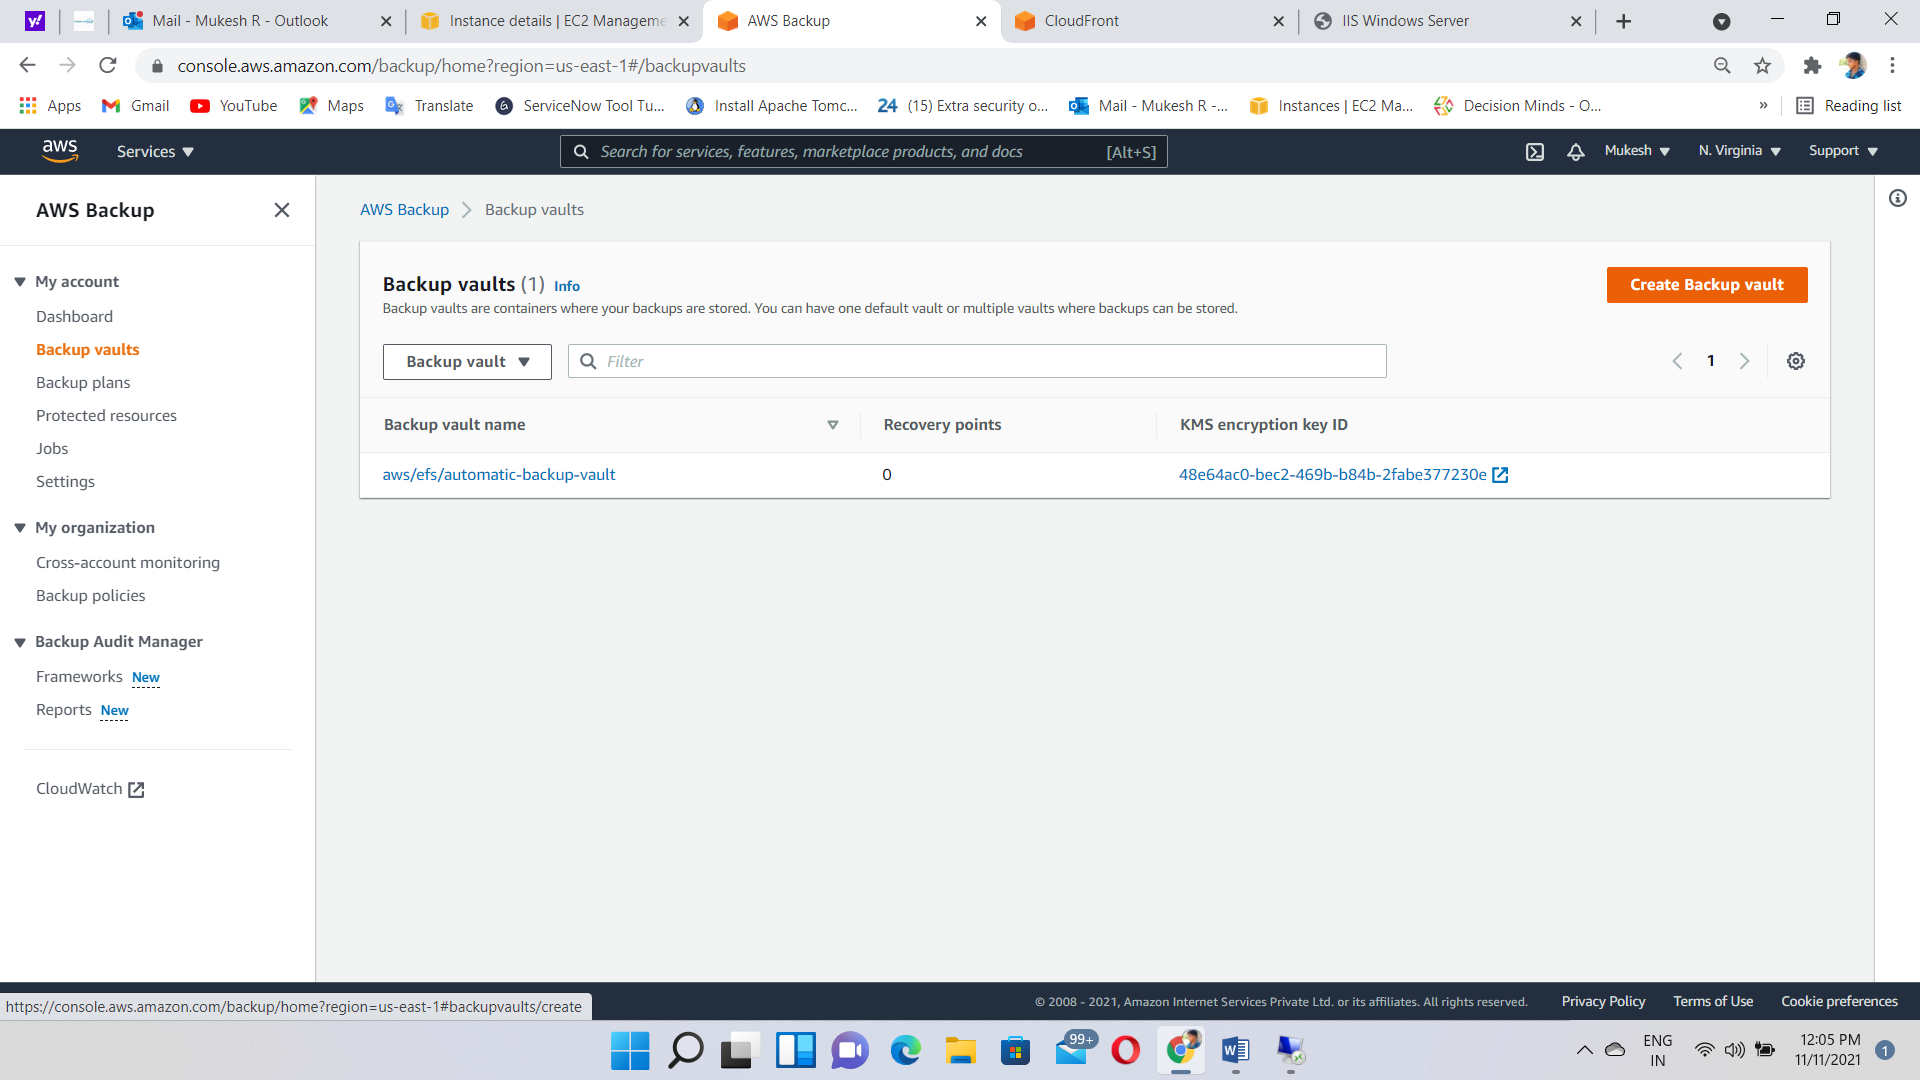 Mail - Mukesh R - Outlook
Instance details | EC2 Manageme
AWS Backup
CloudFront
IIS Windows Server
console.aws.amazon.com/backup/home?region=us-east-1#/backupvaults
Apps
Gmail
YouTube
Maps
Translate
ServiceNow Tool Tu...
Install Apache Tomc...
24 (15) Extra security o...
Mail - Mukesh R -...
Instances | EC2 Ma...
Decision Minds - O...
»
Reading list
aws
Services
Search for services, features, marketplace products, and docs
[Alt+S]
Mukesh
N. Virginia
Support
AWS Backup
My account
Dashboard
Backup vaults
Backup plans
Protected resources
Jobs
Settings
My organization
Cross-account monitoring
Backup policies
Backup Audit Manager
Frameworks New
Reports New
CloudWatch
AWS Backup > Backup vaults
Backup vaults (1) Info
Backup vaults are containers where your backups are stored. You can have one default vault or multiple vaults where backups can be stored.
Create Backup vault
Backup vault
Filter
1
Backup vault name
Recovery points
KMS encryption key ID
aws/efs/automatic-backup-vault
0
48e64ac0-bec2-469b-b84b-2fabe377230e
https://console.aws.amazon.com/backup/home?region=us-east-1#backupvaults/create
© 2008 - 2021, Amazon Internet Services Private Ltd. or its affiliates. All rights reserved.
Privacy Policy
Terms of Use
Cookie preferences
99+
ENG
IN
12:05 PM
11/11/2021
1